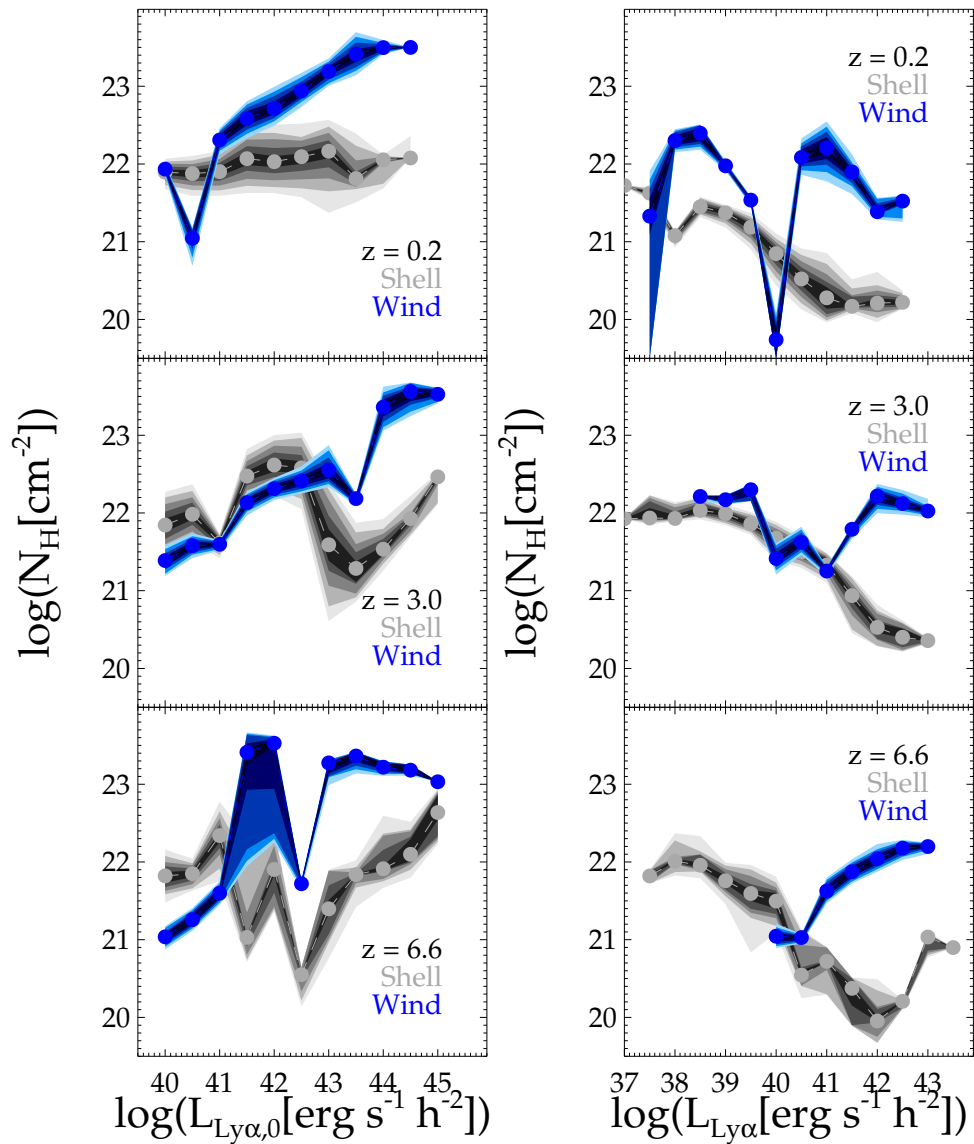 23
22
21
20
z = 0.2
Shell
Wind
23
22
21
20
z = 0.2
Shell
Wind
log(N_H[cm^-2])
23
22
21
20
z = 3.0
Shell
Wind
log(N_H[cm^-2])
23
22
21
20
z = 3.0
Shell
Wind
23
22
21
20
z = 6.6
Shell
Wind
23
22
21
20
z = 6.6
Shell
Wind
40 41 42 43 44 45
log(L_Lyα,0[erg s^-1 h^-2])
37 38 39 40 41 42 43
log(L_Lyα[erg s^-1 h^-2])